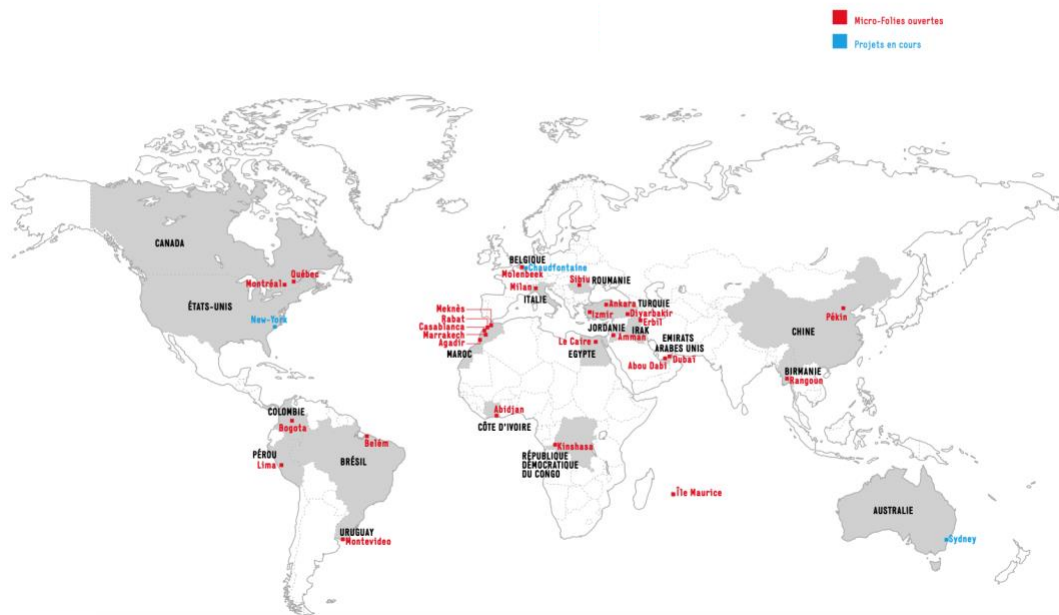 Micro-Folies ouvertes
Projets en cours
CANADA
Québec
Montréal
ÉTATS-UNIS
New-York
BELGIQUE
Chaudfontaine
Molenbeek
Sibiu
ROUMANIE
Milan
ITALIE
Ankara
TURQUIE
Izmir
Diyarbakir
Erbil
Meknès
Rabat
Casablanca
Marrakech
Agadir
MAROC
JORDANIE
IRAK
Amman
Le Caire
EGYPTE
EMIRATS
ARABES UNIS
Dubaï
Abou Dabi
Pékin
CHINE
BIRMANIE
Rangoun
COLOMBIE
Bogota
Abidjan
CÔTE D'IVOIRE
Belém
PÉROU
Lima
BRÉSIL
Kinshasa
RÉPUBLIQUE
DÉMOCRATIQUE
DU CONGO
Île Maurice
AUSTRALIE
URUGUAY
Montevideo
Sydney